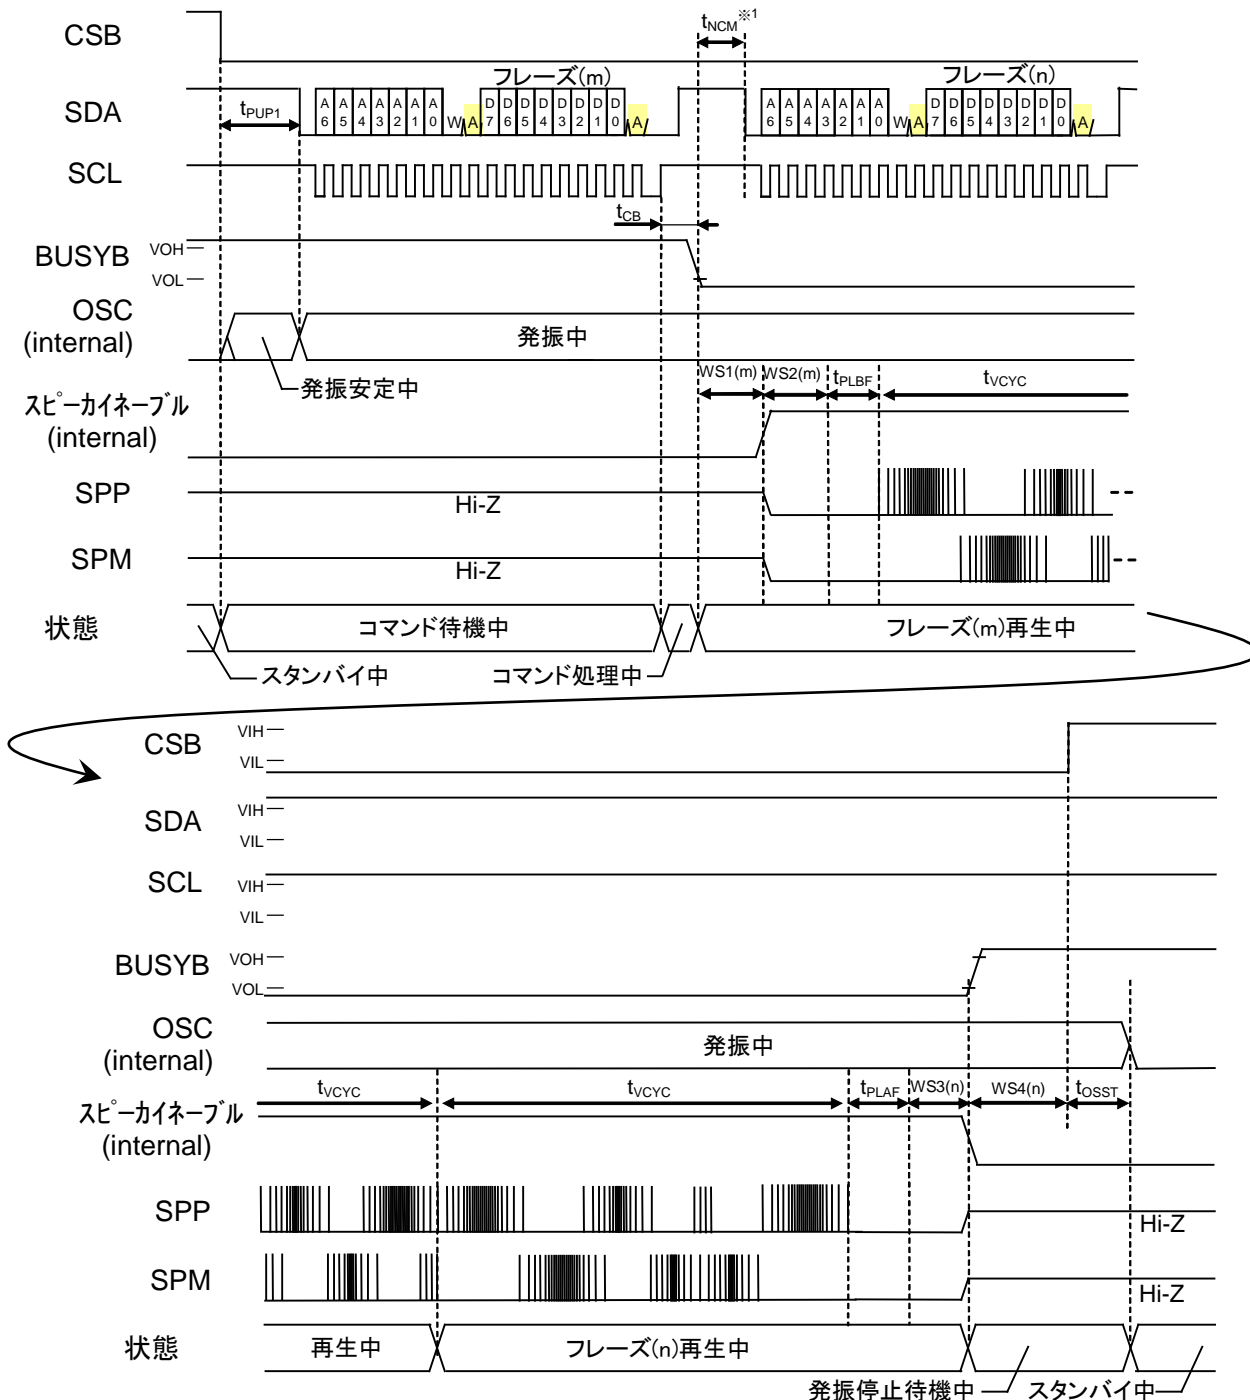 CSB
tNCM※1
フレーズ(m)
フレーズ(n)
SDA
tPUP1
A6 A5 A4 A3 A2 A1 A0 W A D7 D6 D5 D4 D3 D2 D1 D0 A
A6 A5 A4 A3 A2 A1 A0 W A D7 D6 D5 D4 D3 D2 D1 D0 A
SCL
tCB
BUSYB
VOH
VOL
OSC
(internal)
発振中
発振安定中
WS1(m)
WS2(m)
tPLBF
tVCYC
スピーカイネーブル
(internal)
SPP
Hi-Z
SPM
Hi-Z
状態
コマンド待機中
フレーズ(m)再生中
スタンバイ中
コマンド処理中
CSB
VIH
VIL
SDA
VIH
VIL
SCL
VIH
VIL
BUSYB
VOH
VOL
OSC
(internal)
発振中
tVCYC
tVCYC
tPLAF
WS3(n)
WS4(n)
tOSST
スピーカイネーブル
(internal)
SPP
Hi-Z
SPM
Hi-Z
状態
再生中
フレーズ(n)再生中
発振停止待機中
スタンバイ中